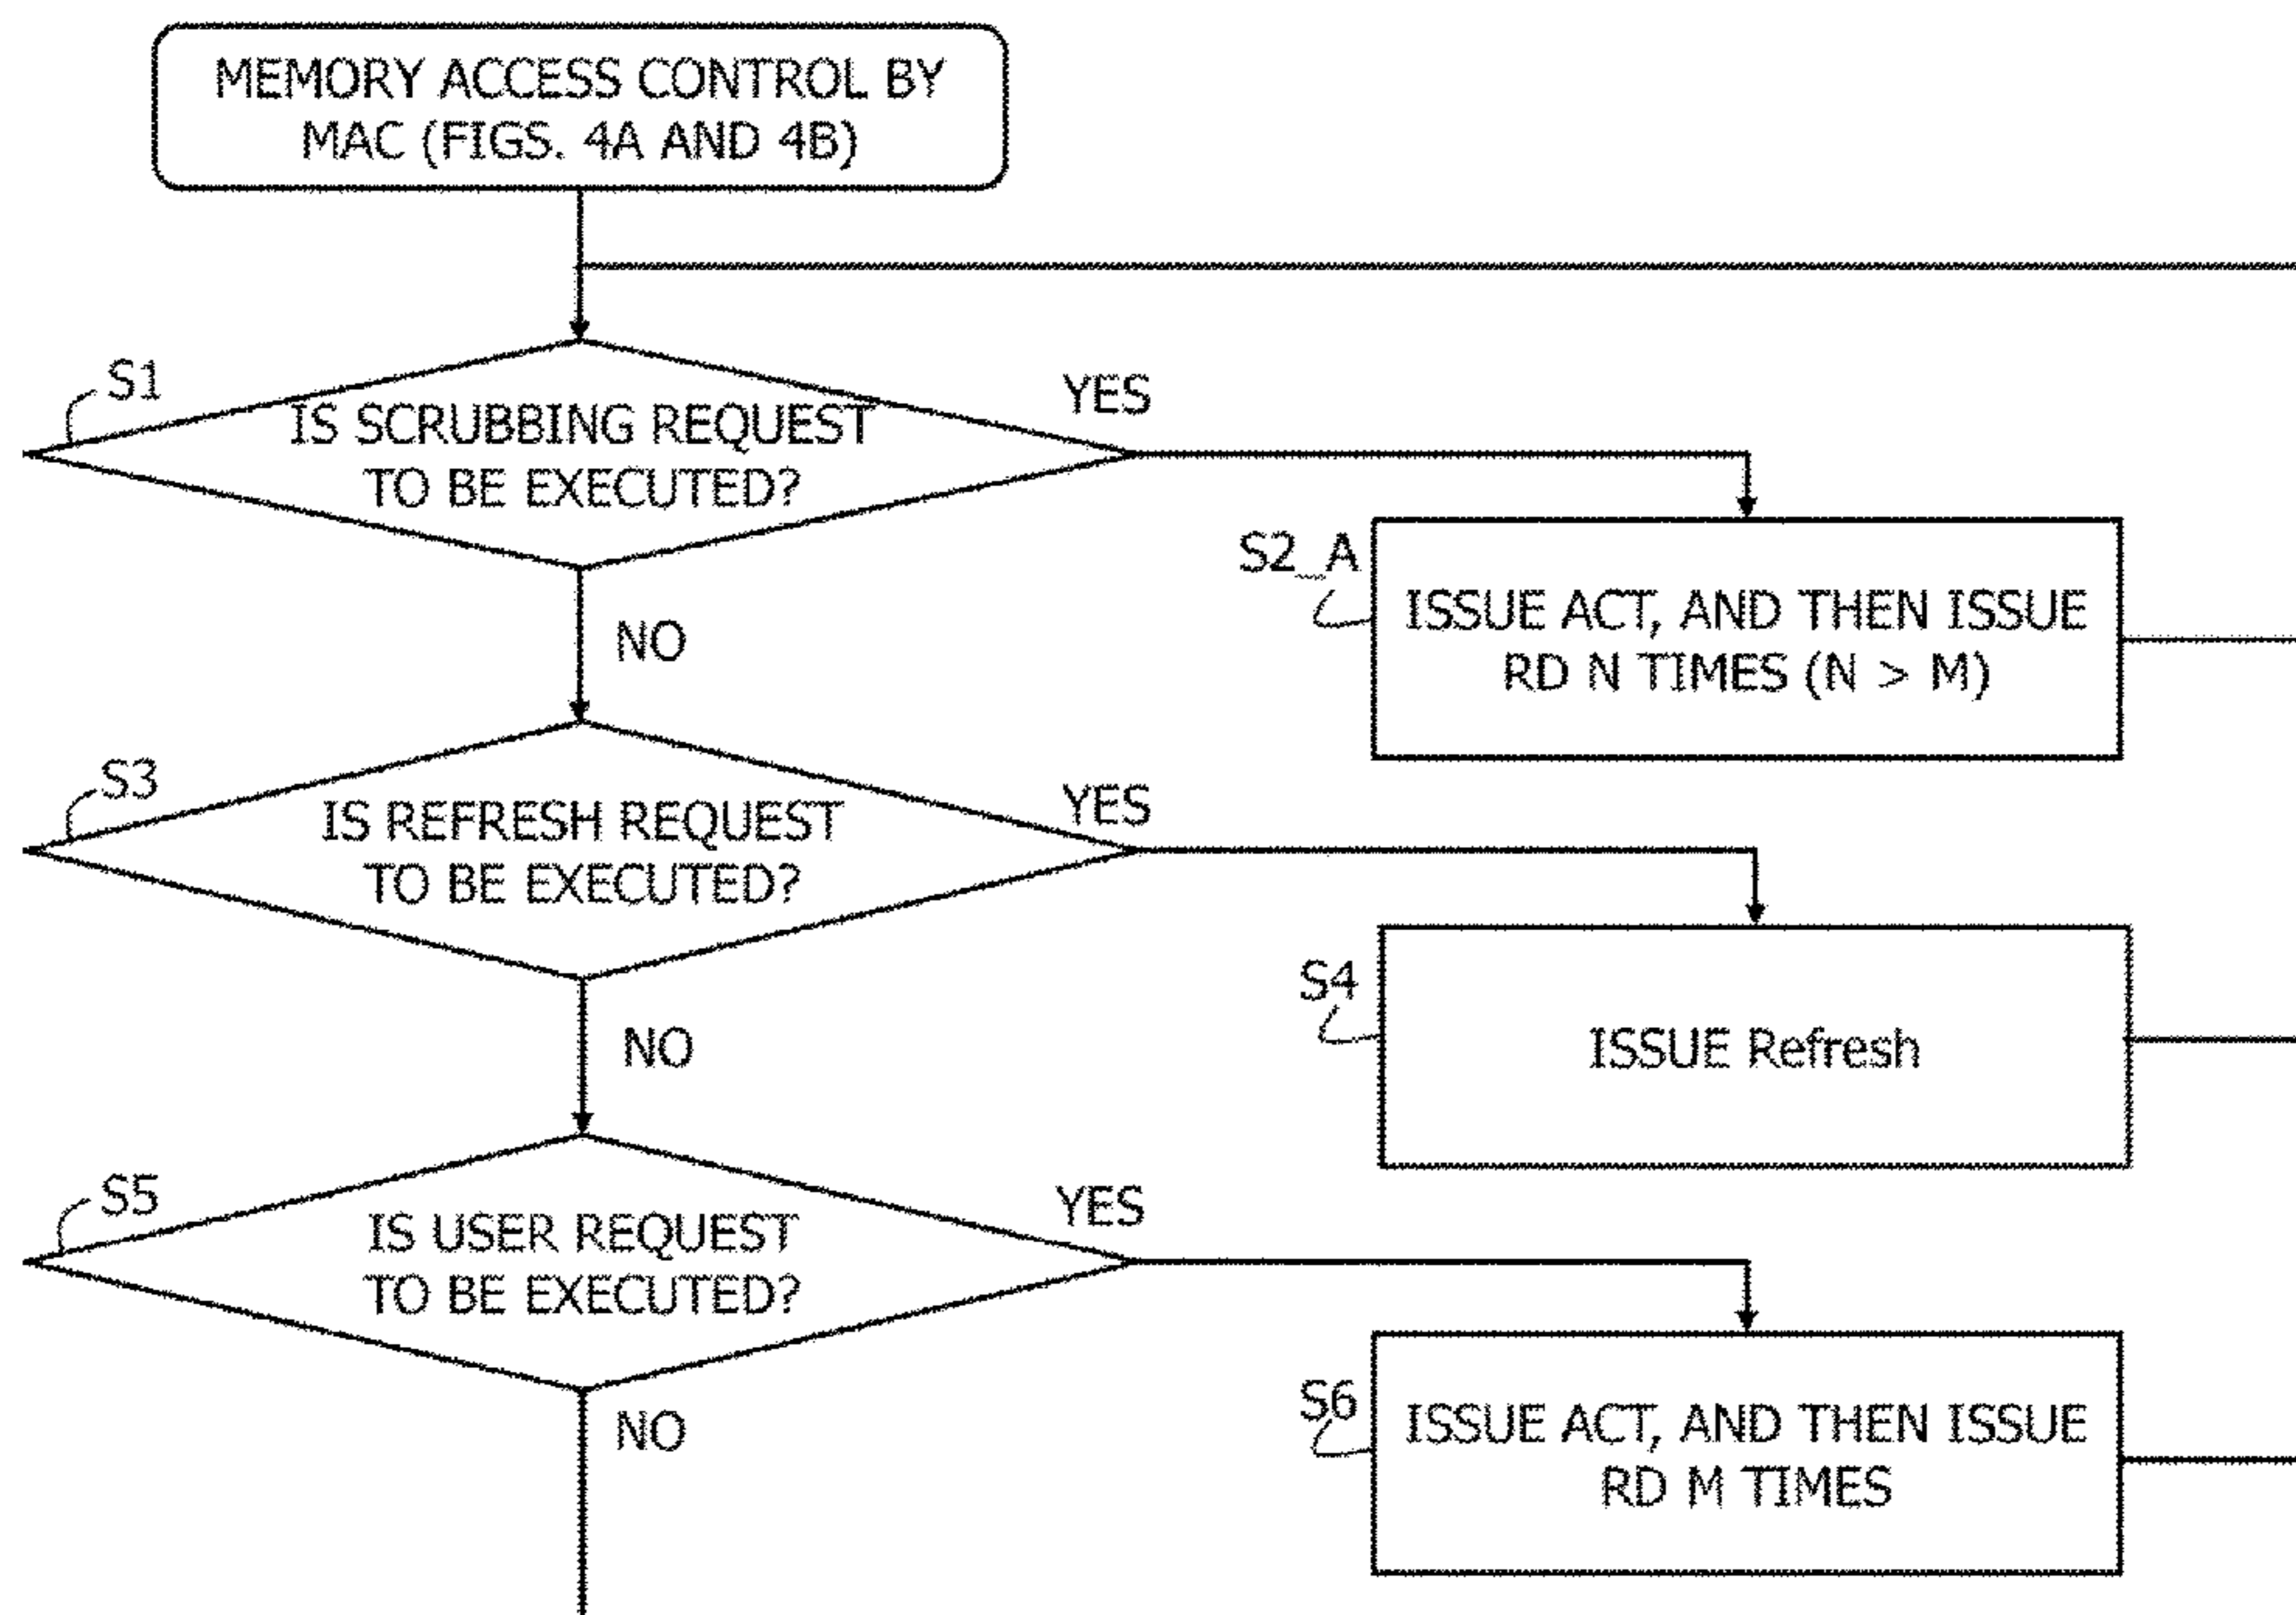 MEMORY ACCESS CONTROL BY
MAC (FIGS. 4A AND 4B)
S1
IS SCRUBBING REQUEST
TO BE EXECUTED?
YES
NO
S2_A
ISSUE ACT, AND THEN ISSUE
RD N TIMES (N > M)
S3
IS REFRESH REQUEST
TO BE EXECUTED?
YES
NO
S4
ISSUE Refresh
S5
IS USER REQUEST
TO BE EXECUTED?
YES
NO
S6
ISSUE ACT, AND THEN ISSUE
RD M TIMES